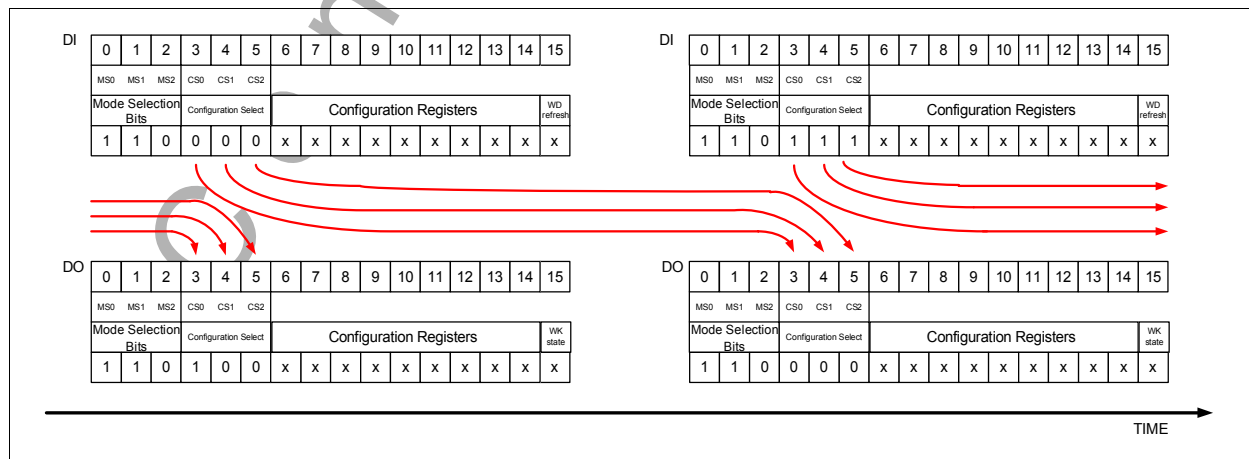 DI 0 1 2 3 4 5 6 7 8 9 10 11 12 13 14 15
MS0 MS1 MS2 CS0 CS1 CS2
Mode Selection Bits Configuration Select Configuration Registers WD refresh
1 1 0 0 0 0 x x x x x x x x x x
DI 0 1 2 3 4 5 6 7 8 9 10 11 12 13 14 15
MS0 MS1 MS2 CS0 CS1 CS2
Mode Selection Bits Configuration Select Configuration Registers WD refresh
1 1 0 1 1 1 x x x x x x x x x x
DO 0 1 2 3 4 5 6 7 8 9 10 11 12 13 14 15
MS0 MS1 MS2 CS0 CS1 CS2
Mode Selection Bits Configuration Select Configuration Registers WK state
1 1 0 1 0 0 x x x x x x x x x x
DO 0 1 2 3 4 5 6 7 8 9 10 11 12 13 14 15
MS0 MS1 MS2 CS0 CS1 CS2
Mode Selection Bits Configuration Select Configuration Registers WK state
1 1 0 0 0 0 x x x x x x x x x x
TIME